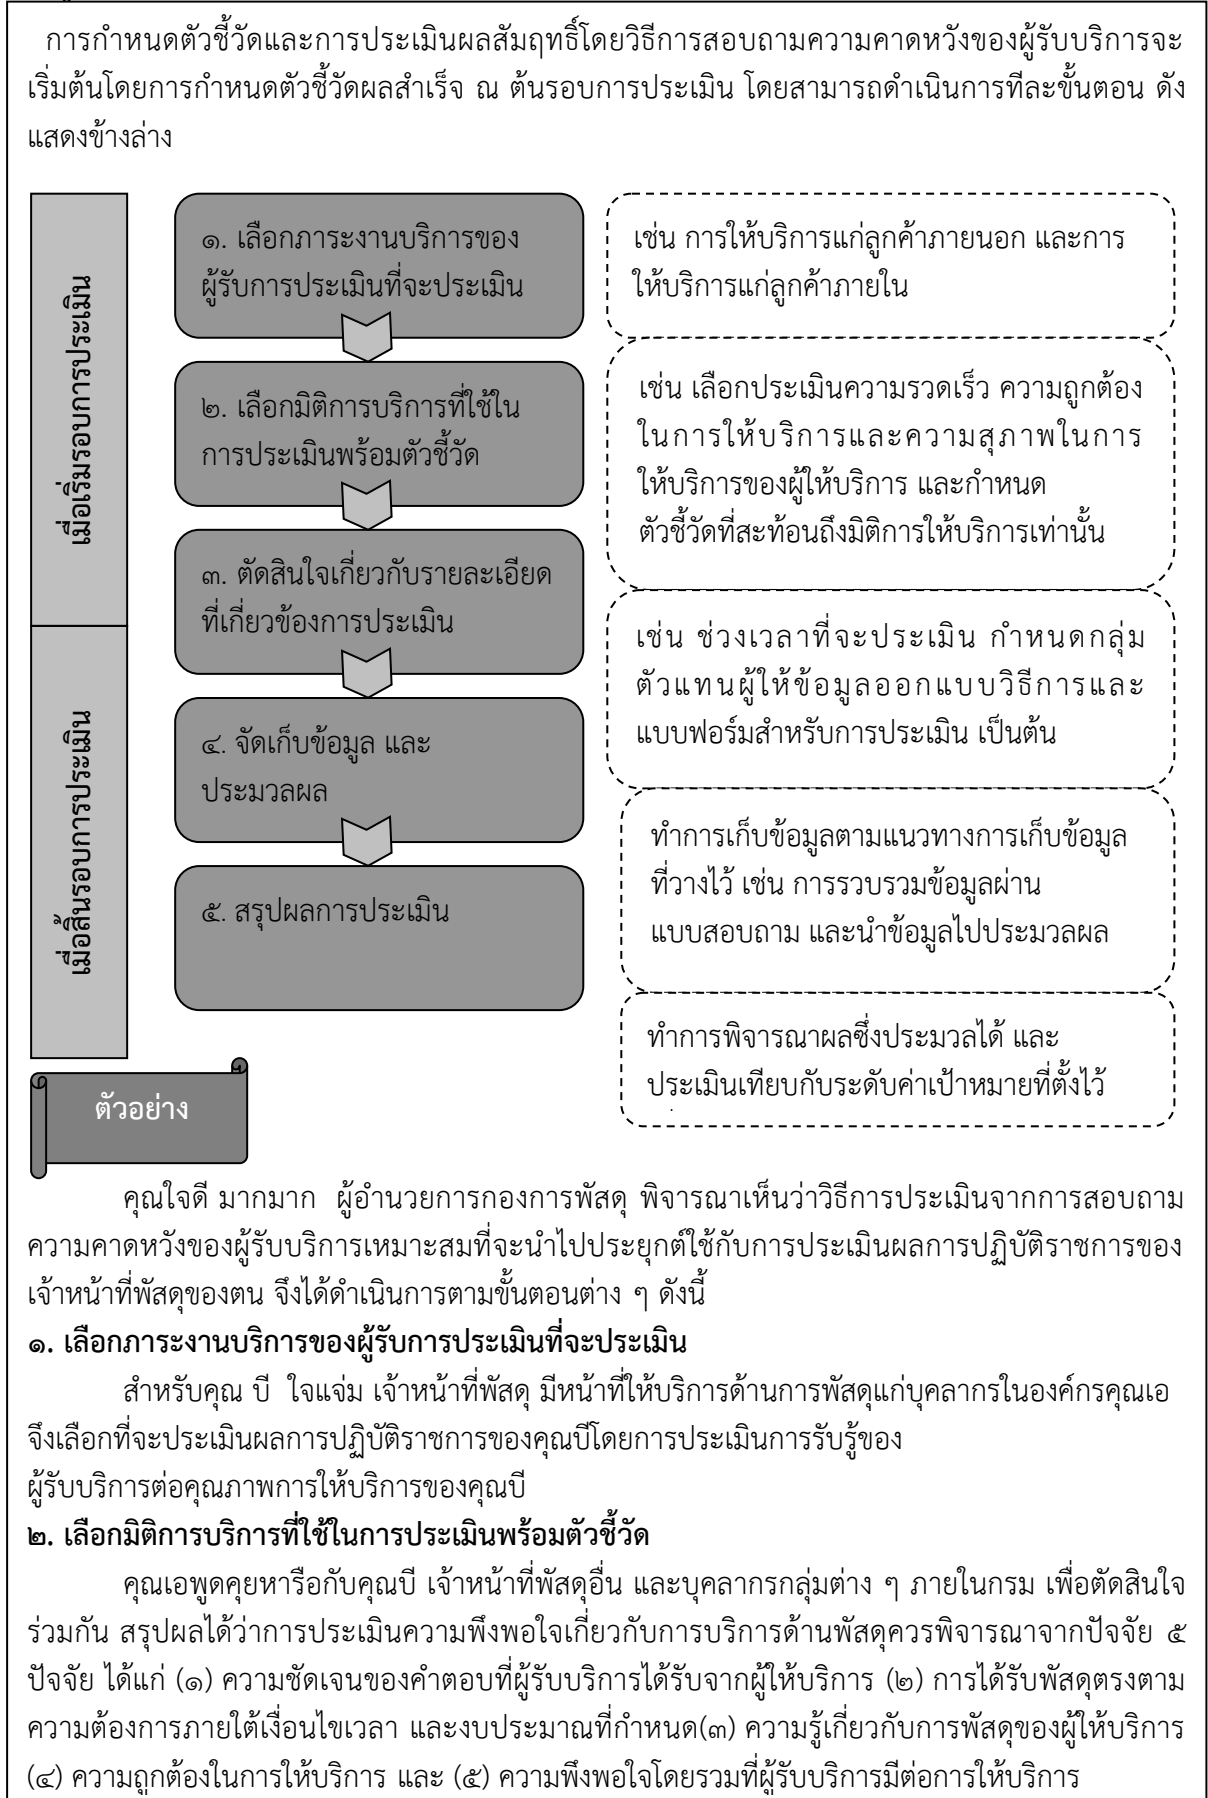 การกำหนดตัวชี้วัดและการประเมินผลสัมฤทธิ์โดยวิธีการสอบถามความคาดหวังของผู้รับบริการจะ
เริ่มต้นโดยการกำหนดตัวชี้วัดผลสำเร็จ ณ ต้นรอบการประเมิน โดยสามารถดำเนินการทีละขั้นตอน ดัง
แสดงข้างล่าง
เมื่อเริ่มรอบการประเมิน
๑. เลือกภาระงานบริการของ
ผู้รับการประเมินที่จะประเมิน
เช่น การให้บริการแก่ลูกค้าภายนอก และการ
ให้บริการแก่ลูกค้าภายใน
๒. เลือกมิติการบริการที่ใช้ใน
การประเมินพร้อมตัวชี้วัด
เช่น เลือกประเมินความรวดเร็ว ความถูกต้อง
ในการให้บริการและความสุภาพในการ
ให้บริการของผู้ให้บริการ และกำหนด
ตัวชี้วัดที่สะท้อนถึงมิติการให้บริการเท่านั้น
๓. ตัดสินใจเกี่ยวกับรายละเอียด
ที่เกี่ยวข้องการประเมิน
เช่น ช่วงเวลาที่จะประเมิน กำหนดกลุ่ม
ตัวแทนผู้ให้ข้อมูลออกแบบวิธีการและ
แบบฟอร์มสำหรับการประเมิน เป็นต้น
เมื่อสิ้นรอบการประเมิน
๔. จัดเก็บข้อมูล และ
ประมวลผล
ทำการเก็บข้อมูลตามแนวทางการเก็บข้อมูล
ที่วางไว้ เช่น การรวบรวมข้อมูลผ่าน
แบบสอบถาม และนำข้อมูลไปประมวลผล
๕. สรุปผลการประเมิน
ทำการพิจารณาผลซึ่งประมวลได้ และ
ประเมินเทียบกับระดับค่าเป้าหมายที่ตั้งไว้
ตัวอย่าง
คุณใจดี มากมาก ผู้อำนวยการกองการพัสดุ พิจารณาเห็นว่าวิธีการประเมินจากการสอบถาม
ความคาดหวังของผู้รับบริการเหมาะสมที่จะนำไปประยุกต์ใช้กับการประเมินผลการปฏิบัติราชการของ
เจ้าหน้าที่พัสดุของตน จึงได้ดำเนินการตามขั้นตอนต่าง ๆ ดังนี้
๑. เลือกภาระงานบริการของผู้รับการประเมินที่จะประเมิน
สำหรับคุณ บี ใจแจ่ม เจ้าหน้าที่พัสดุ มีหน้าที่ให้บริการด้านการพัสดุแก่บุคลากรในองค์กรคุณเอ
จึงเลือกที่จะประเมินผลการปฏิบัติราชการของคุณบีโดยการประเมินการรับรู้ของ
ผู้รับบริการต่อคุณภาพการให้บริการของคุณบี
๒. เลือกมิติการบริการที่ใช้ในการประเมินพร้อมตัวชี้วัด
คุณเอพูดคุยหารือกับคุณบี เจ้าหน้าที่พัสดุอื่น และบุคลากรกลุ่มต่าง ๆ ภายในกรม เพื่อตัดสินใจ
ร่วมกัน สรุปผลได้ว่าการประเมินความพึงพอใจเกี่ยวกับการบริการด้านพัสดุควรพิจารณาจากปัจจัย ๕
ปัจจัย ได้แก่ (๑) ความชัดเจนของคำตอบที่ผู้รับบริการได้รับจากผู้ให้บริการ (๒) การได้รับพัสดุตรงตาม
ความต้องการภายใต้เงื่อนไขเวลา และงบประมาณที่กำหนด(๓) ความรู้เกี่ยวกับการพัสดุของผู้ให้บริการ
(๔) ความถูกต้องในการให้บริการ และ (๕) ความพึงพอใจโดยรวมที่ผู้รับบริการมีต่อการให้บริการ